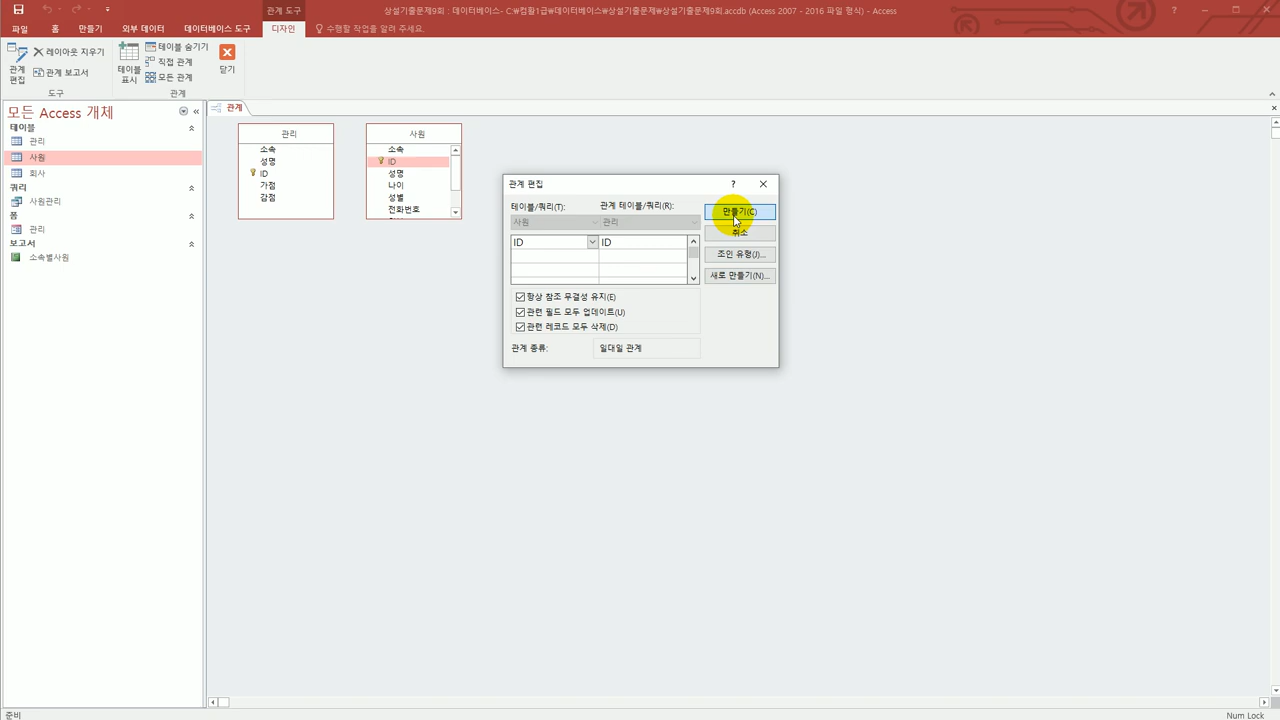 관계 도구
상설기출문제9회 : 데이터베이스- C:₩컴활1급₩데이터베이스₩상설기출문제₩상설기출문제9회.accdb (Access 2007 - 2016 파일 형식) - Access
파일 홈 만들기 외부 데이터 데이터베이스 도구 디자인 수행할 작업을 알려 주세요.
관계
편집
레이아웃 지우기
관계 보고서
도구
테이블
표시
테이블 숨기기
직접 관계
모든 관계
관계
닫기
모든 Access 개체
테이블
관리
사원
회사
쿼리
사원관리
폼
관리
보고서
소속별사원
관계
관리
소속
성명
ID
가점
감점
사원
소속
ID
성명
나이
성별
전화번호
관계 편집
테이블/쿼리(T): 관계 테이블/쿼리(R):
사원 관리
ID ID
만들기(C)
취소
조인 유형(J)...
새로 만들기(N)...
항상 참조 무결성 유지(E)
관련 필드 모두 업데이트(U)
관련 레코드 모두 삭제(D)
관계 종류: 일대일 관계
준비 Num Lock